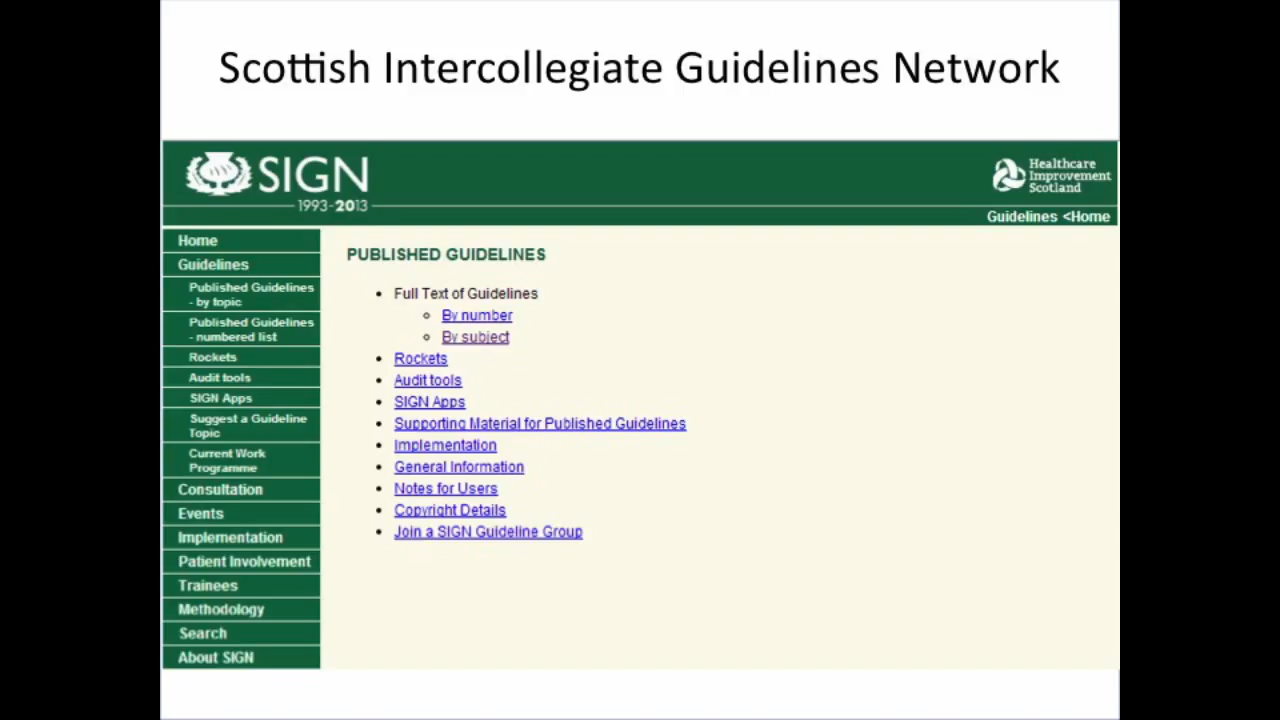 Scottish Intercollegiate Guidelines Network
SIGN
1993-2013
Healthcare
Improvement
Scotland
Guidelines <Home
Home
Guidelines
Published Guidelines
- by topic
Published Guidelines
- numbered list
Rockets
Audit tools
SIGN Apps
Suggest a Guideline
Topic
Current Work
Programme
Consultation
Events
Implementation
Patient Involvement
Trainees
Methodology
Search
About SIGN
PUBLISHED GUIDELINES
• Full Text of Guidelines
◦ By number
◦ By subject
• Rockets
• Audit tools
• SIGN Apps
• Supporting Material for Published Guidelines
• Implementation
• General Information
• Notes for Users
• Copyright Details
• Join a SIGN Guideline Group